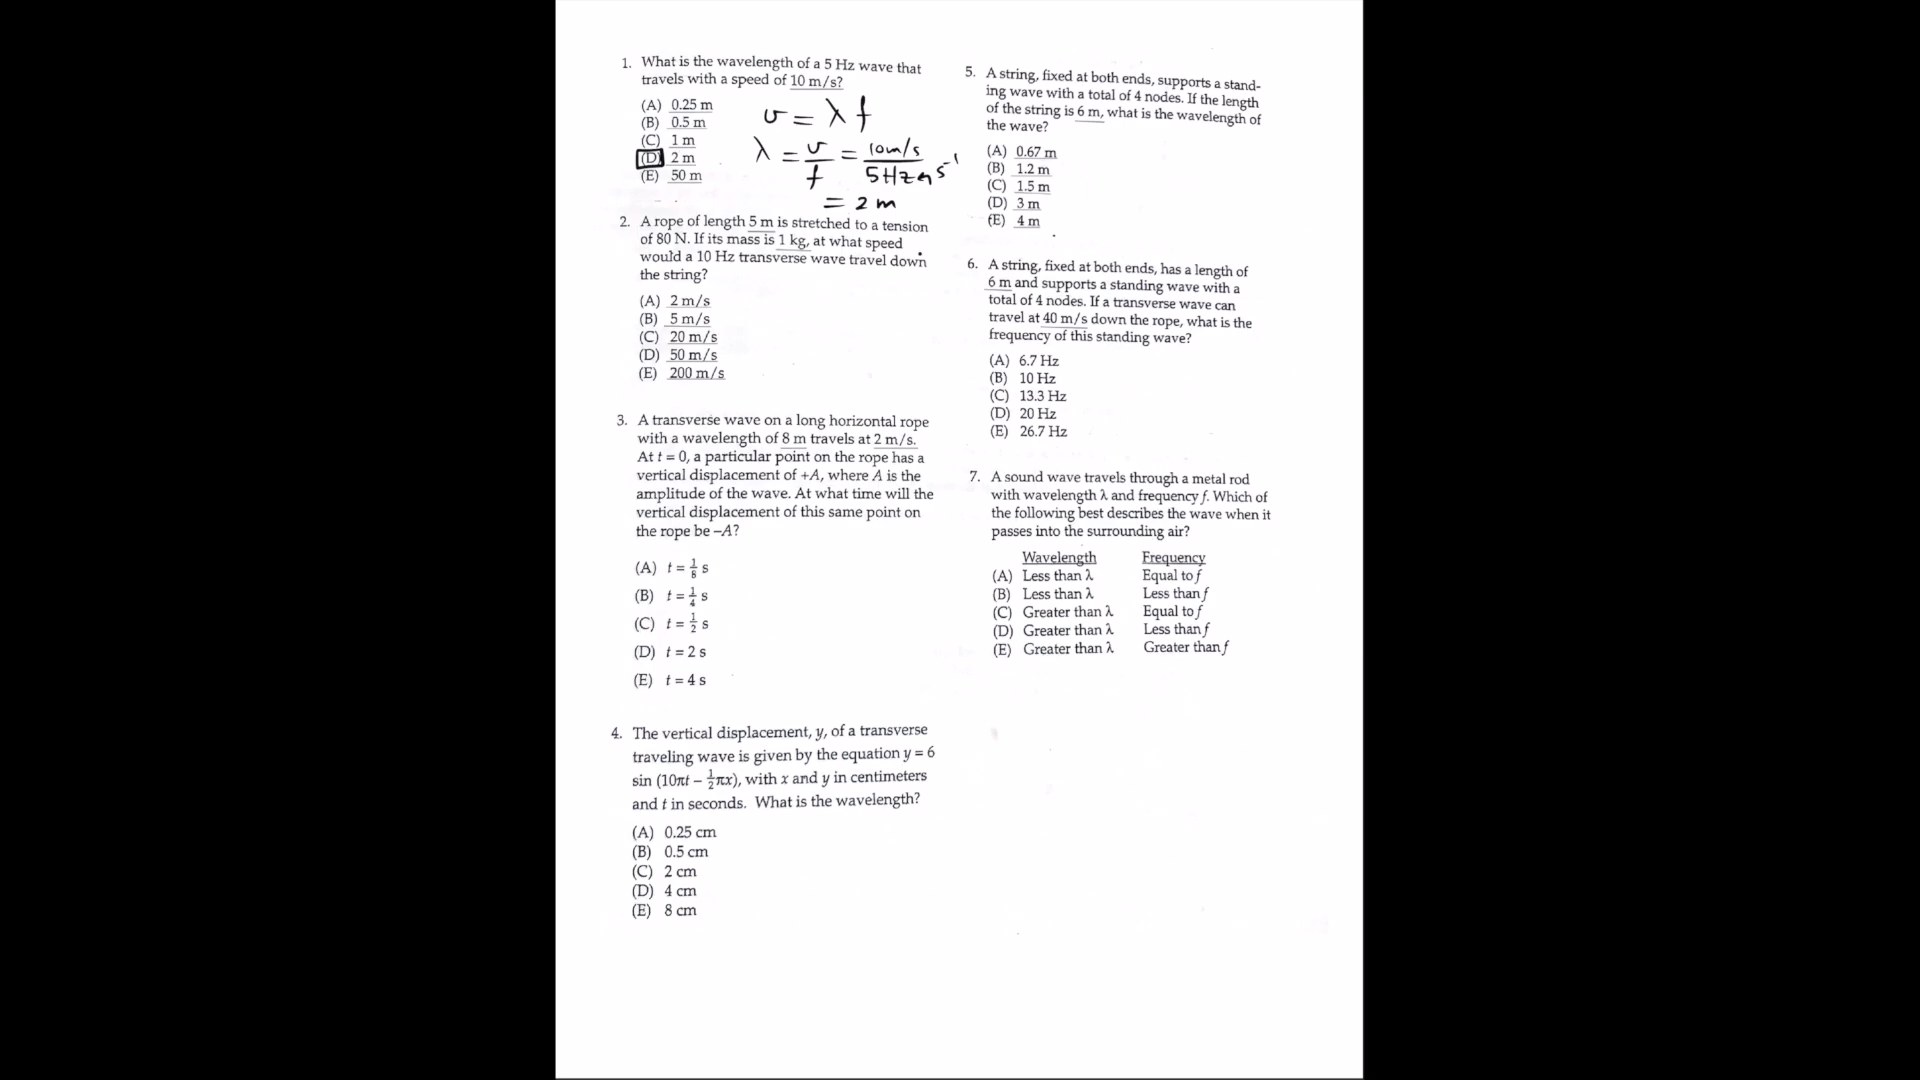 1. What is the wavelength of a 5 Hz wave that
travels with a speed of 10 m/s?
(A) 0.25 m
(B) 0.5 m
(C) 1 m
(D) 2 m
(E) 50 m
v = λ f
λ = v/f = 10m/s / 5Hz s⁻¹
= 2 m
2. A rope of length 5 m is stretched to a tension
of 80 N. If its mass is 1 kg, at what speed
would a 10 Hz transverse wave travel down
the string?
(A) 2 m/s
(B) 5 m/s
(C) 20 m/s
(D) 50 m/s
(E) 200 m/s
3. A transverse wave on a long horizontal rope
with a wavelength of 8 m travels at 2 m/s.
At t = 0, a particular point on the rope has a
vertical displacement of +A, where A is the
amplitude of the wave. At what time will the
vertical displacement of this same point on
the rope be –A?
(A) t = 1/8 s
(B) t = 1/4 s
(C) t = 1/2 s
(D) t = 2 s
(E) t = 4 s
4. The vertical displacement, y, of a transverse
traveling wave is given by the equation y = 6
sin (10πt – 1/2πx), with x and y in centimeters
and t in seconds. What is the wavelength?
(A) 0.25 cm
(B) 0.5 cm
(C) 2 cm
(D) 4 cm
(E) 8 cm
5. A string, fixed at both ends, supports a stand-
ing wave with a total of 4 nodes. If the length
of the string is 6 m, what is the wavelength of
the wave?
(A) 0.67 m
(B) 1.2 m
(C) 1.5 m
(D) 3 m
(E) 4 m
6. A string, fixed at both ends, has a length of
6 m and supports a standing wave with a
total of 4 nodes. If a transverse wave can
travel at 40 m/s down the rope, what is the
frequency of this standing wave?
(A) 6.7 Hz
(B) 10 Hz
(C) 13.3 Hz
(D) 20 Hz
(E) 26.7 Hz
7. A sound wave travels through a metal rod
with wavelength λ and frequency f. Which of
the following best describes the wave when it
passes into the surrounding air?
Wavelength Frequency
(A) Less than λ Equal to f
(B) Less than λ Less than f
(C) Greater than λ Equal to f
(D) Greater than λ Less than f
(E) Greater than λ Greater than f